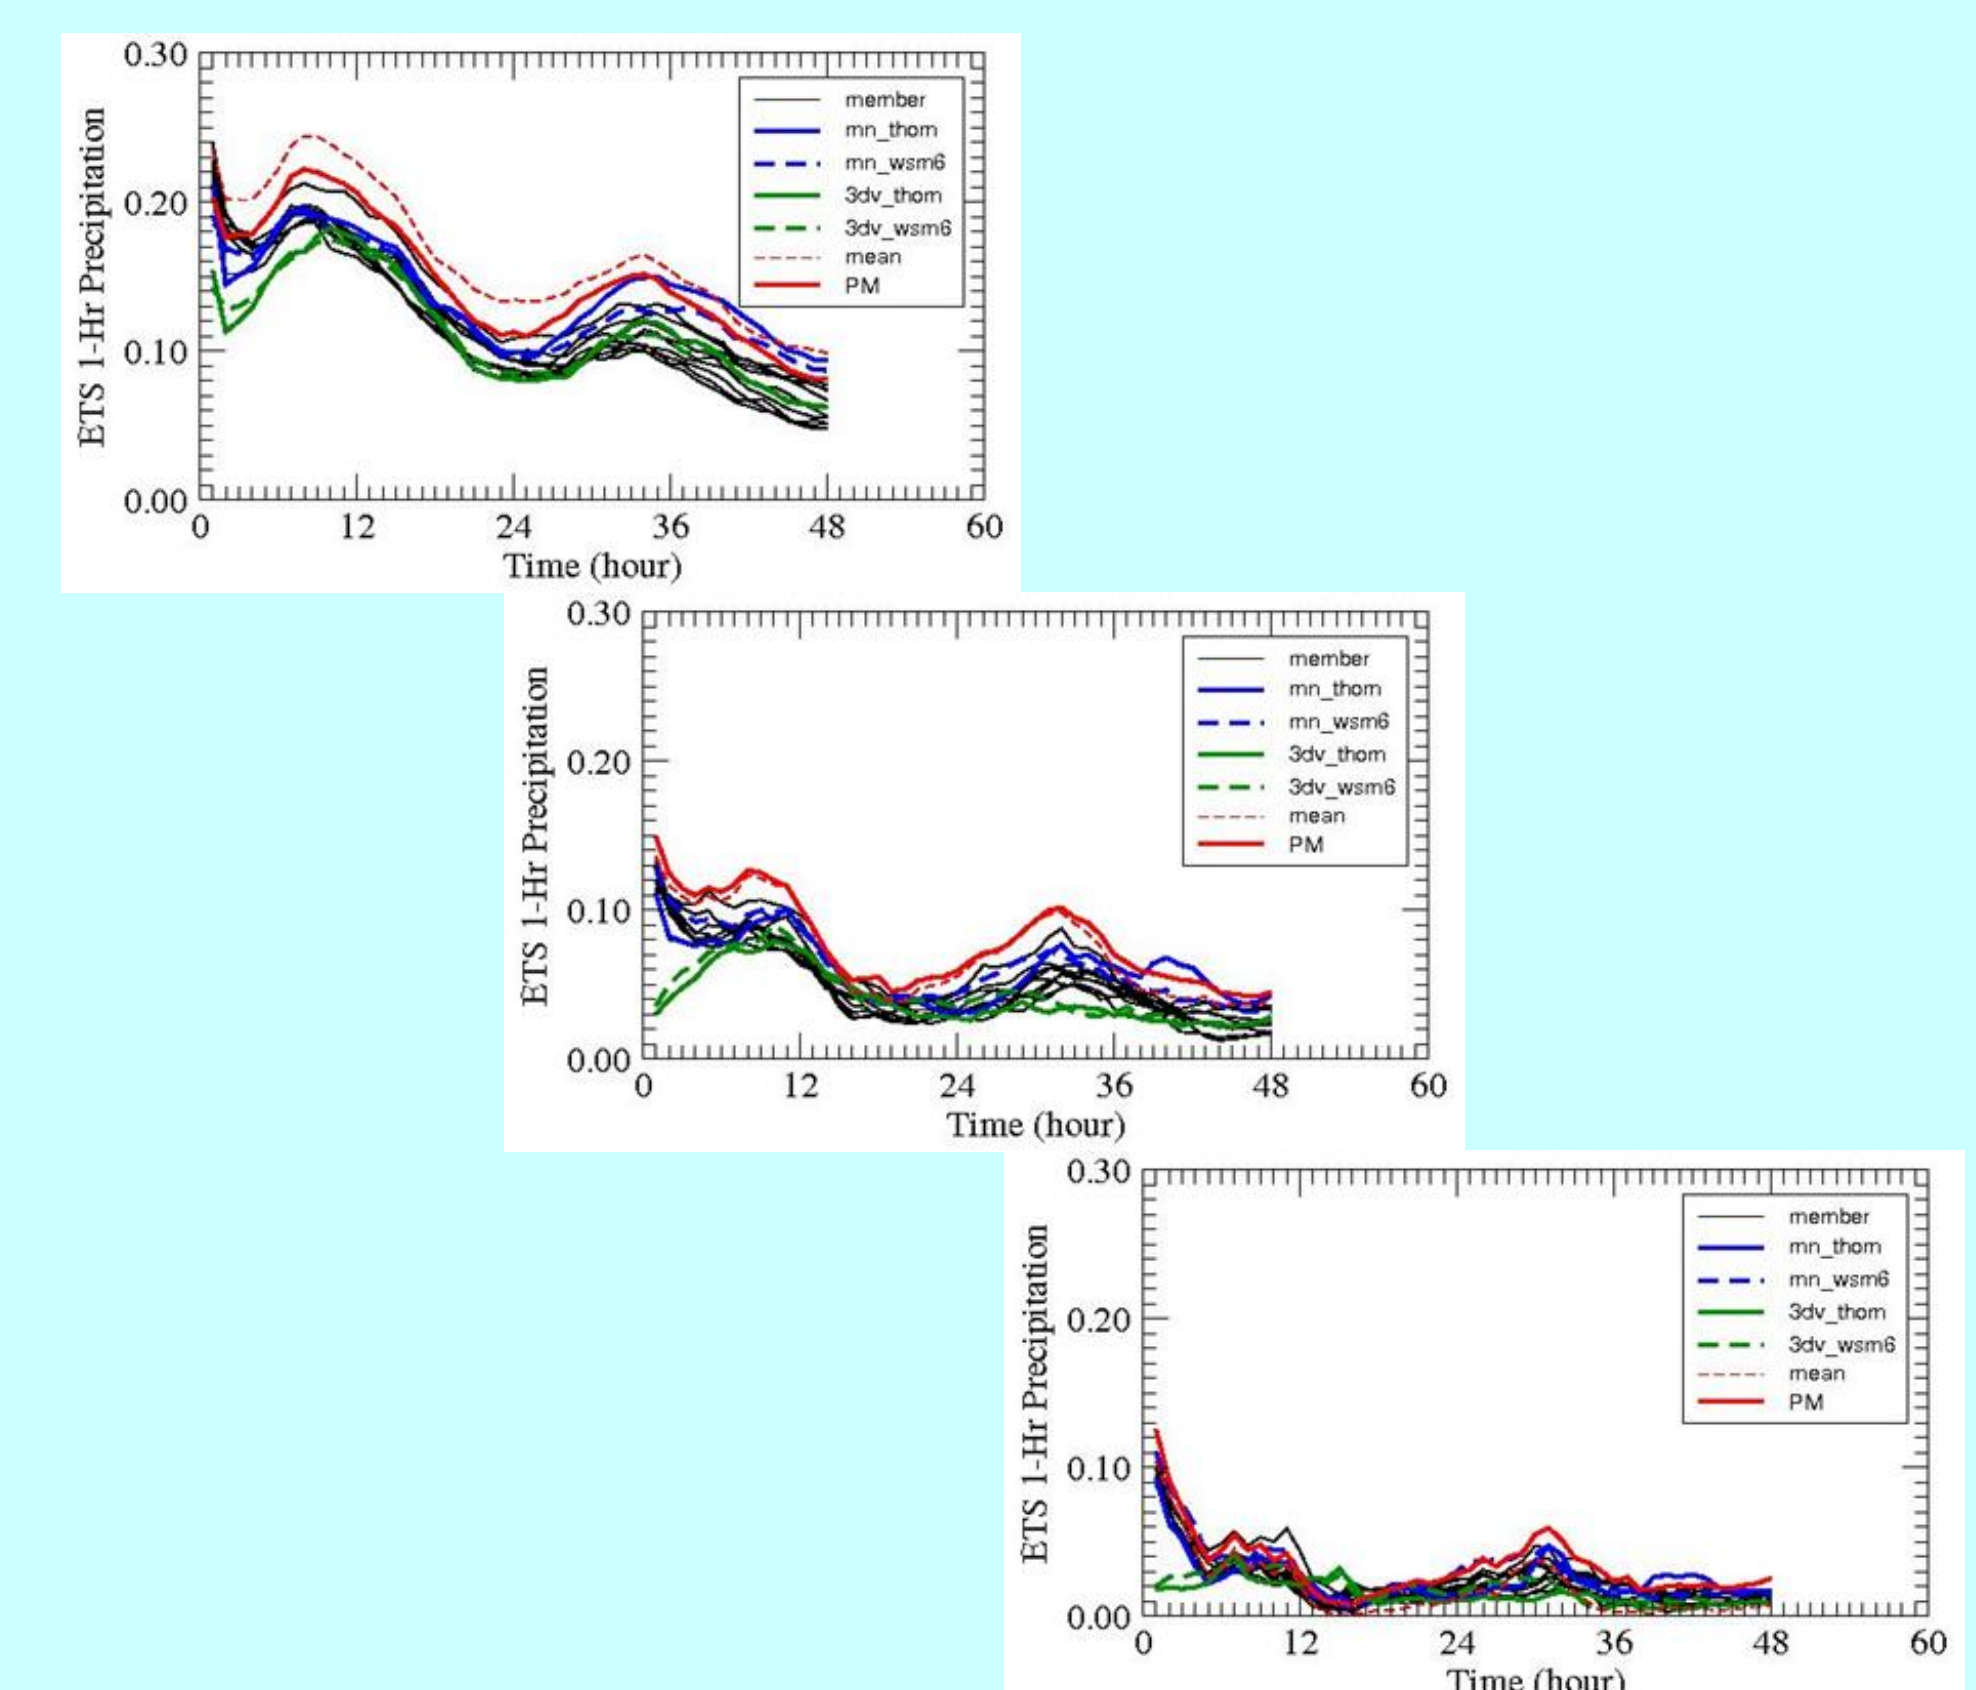 0.30
0.20
0.10
0.00
ETS 1-Hr Precipitation
member
mn_thom
mn_wsm6
3dv_thom
3dv_wsm6
mean
PM
0 12 24 36 48 60
Time (hour)
0.30
0.20
0.10
0.00
ETS 1-Hr Precipitation
member
mn_thom
mn_wsm6
3dv_thom
3dv_wsm6
mean
PM
0 12 24 36 48 60
Time (hour)
0.30
0.20
0.10
0.00
ETS 1-Hr Precipitation
member
mn_thom
mn_wsm6
3dv_thom
3dv_wsm6
mean
PM
0 12 24 36 48 60
Time (hour)